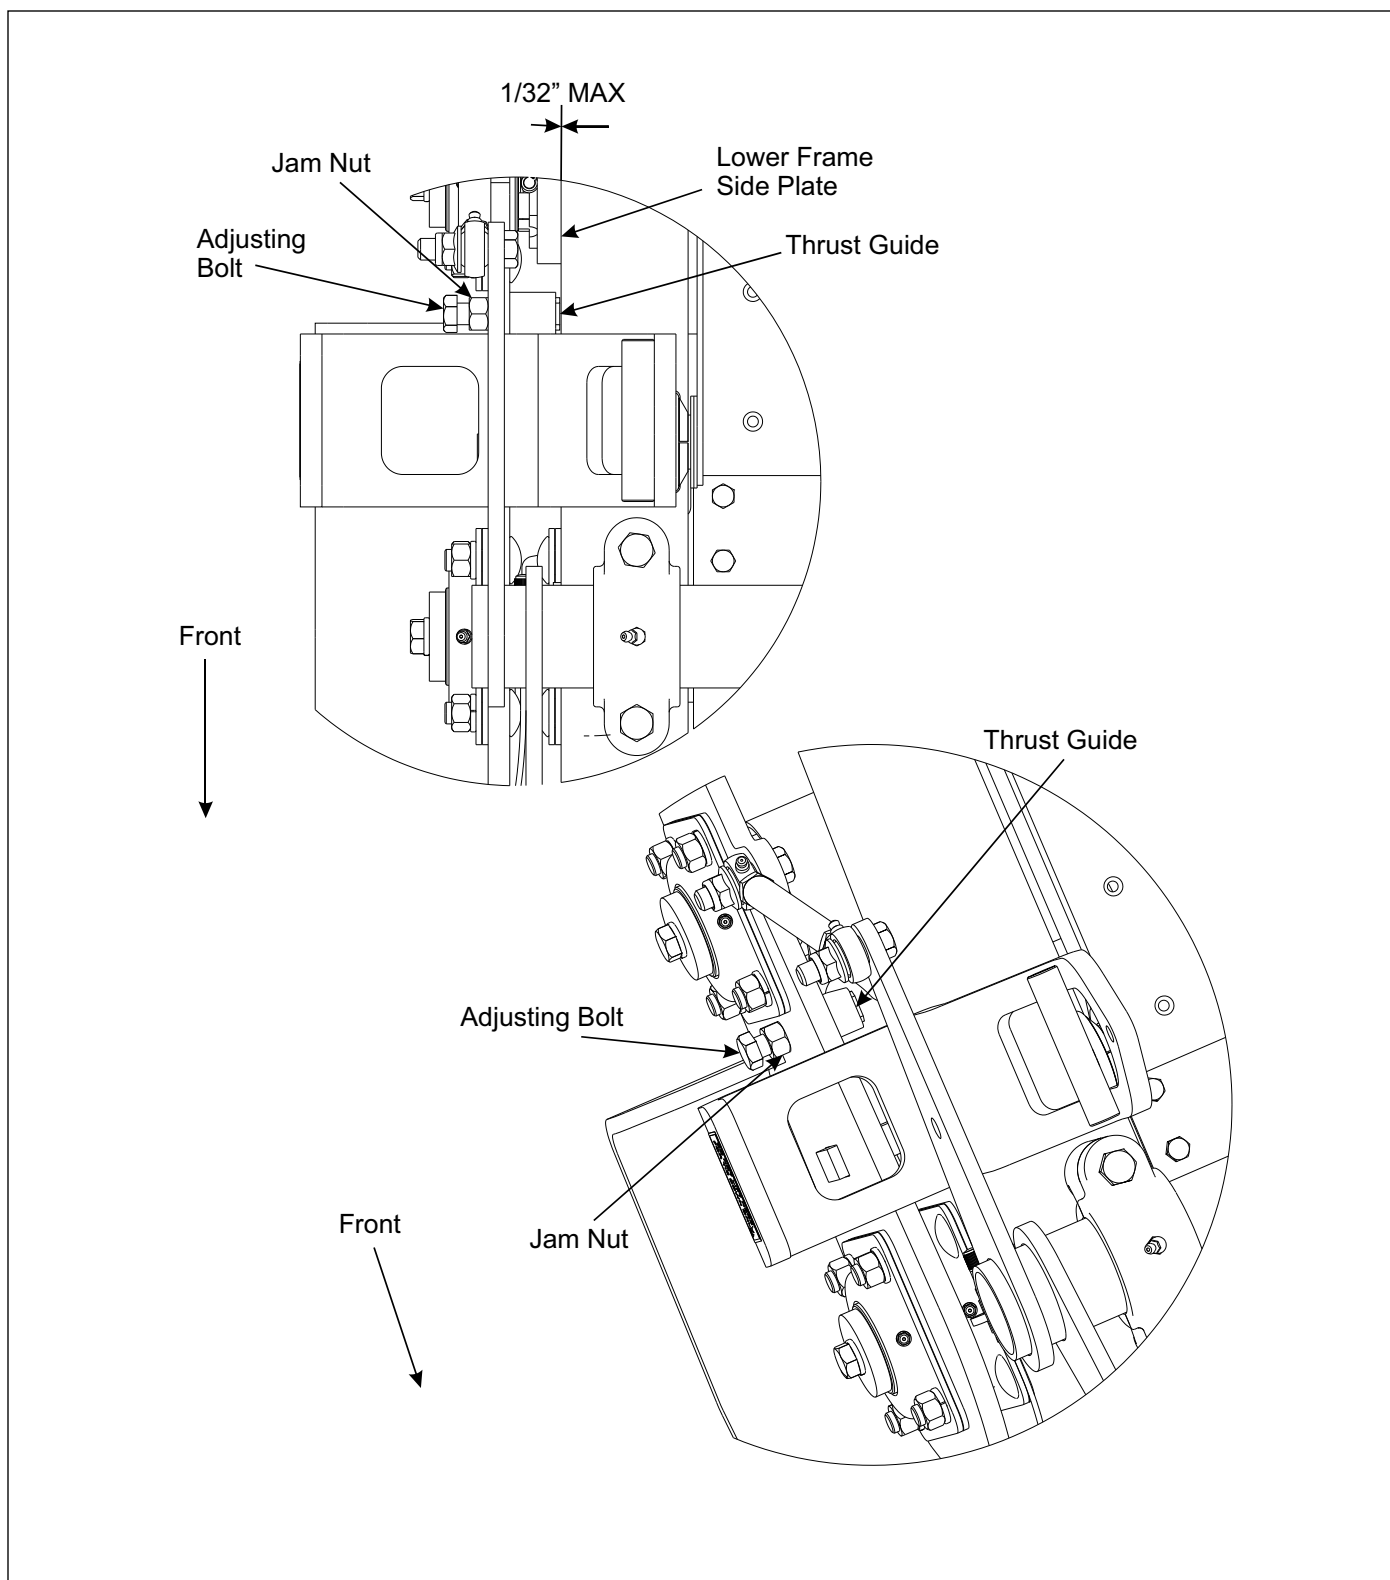 1/32” MAX
Jam Nut
Lower Frame
Side Plate
Adjusting
Bolt
Thrust Guide
Front
Thrust Guide
Adjusting Bolt
Front
Jam Nut